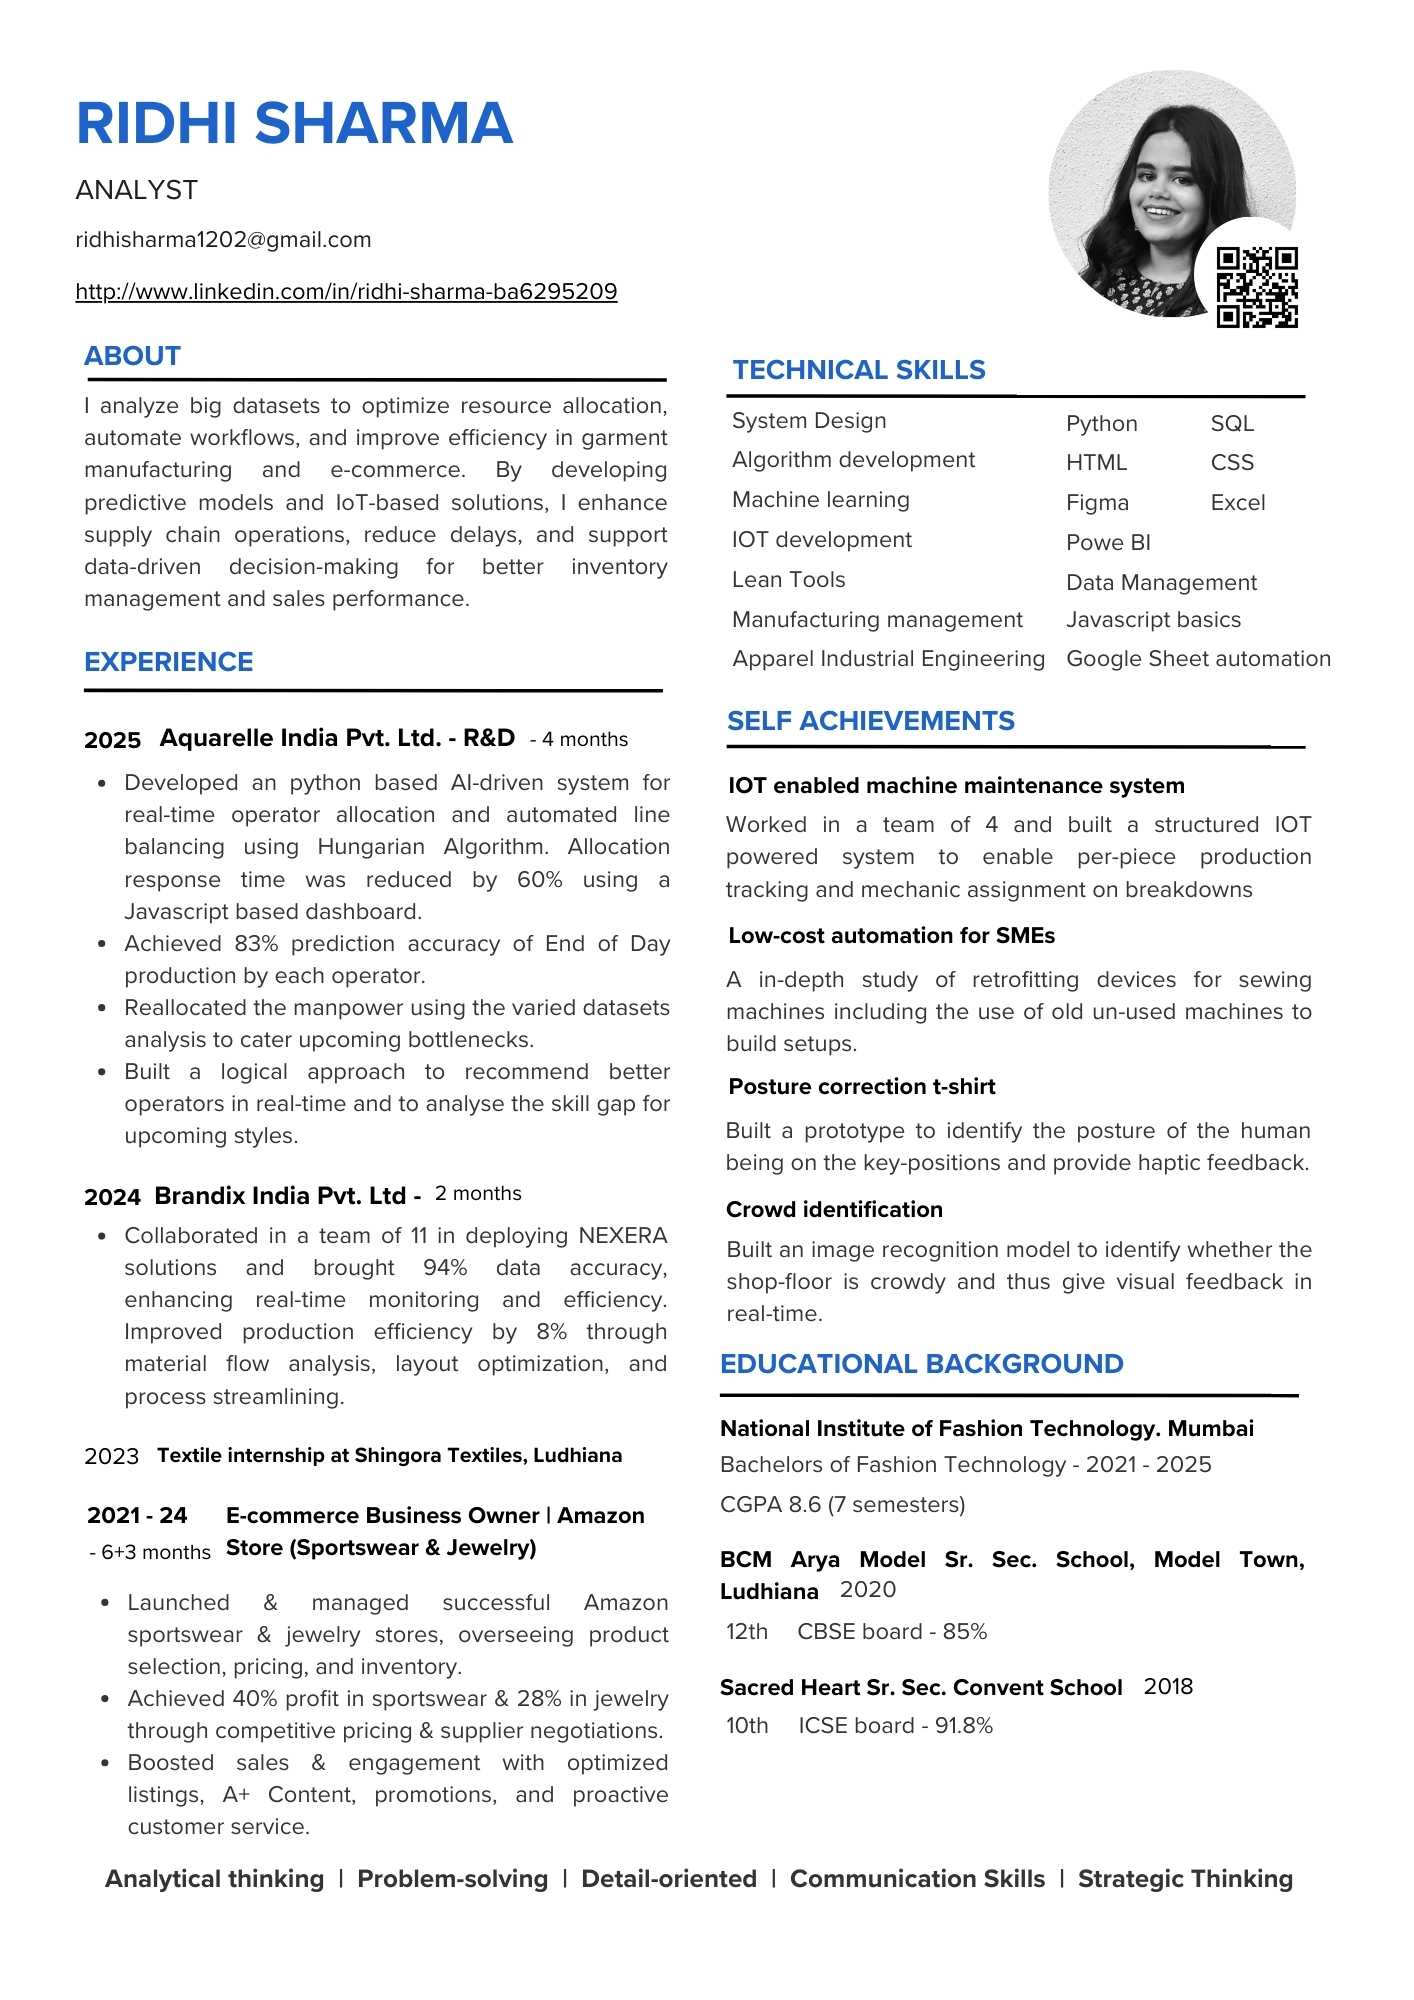 RIDHI SHARMA
ANALYST
ridhisharma1202@gmail.com
http://www.linkedin.com/in/ridhi-sharma-ba6295209
ABOUT
I analyze big datasets to optimize resource allocation,
automate workflows, and improve efficiency in garment
manufacturing and e-commerce. By developing
predictive models and IoT-based solutions, I enhance
supply chain operations, reduce delays, and support
data-driven decision-making for better inventory
management and sales performance.
EXPERIENCE
2025 Aquarelle India Pvt. Ltd. - R&D - 4 months
• Developed an python based AI-driven system for
real-time operator allocation and automated line
balancing using Hungarian Algorithm. Allocation
response time was reduced by 60% using a
Javascript based dashboard.
• Achieved 83% prediction accuracy of End of Day
production by each operator.
• Reallocated the manpower using the varied datasets
analysis to cater upcoming bottlenecks.
• Built a logical approach to recommend better
operators in real-time and to analyse the skill gap for
upcoming styles.
2024 Brandix India Pvt. Ltd - 2 months
• Collaborated in a team of 11 in deploying NEXERA
solutions and brought 94% data accuracy,
enhancing real-time monitoring and efficiency.
Improved production efficiency by 8% through
material flow analysis, layout optimization, and
process streamlining.
2023 Textile internship at Shingora Textiles, Ludhiana
2021 - 24 E-commerce Business Owner | Amazon
- 6+3 months Store (Sportswear & Jewelry)
• Launched & managed successful Amazon
sportswear & jewelry stores, overseeing product
selection, pricing, and inventory.
• Achieved 40% profit in sportswear & 28% in jewelry
through competitive pricing & supplier negotiations.
• Boosted sales & engagement with optimized
listings, A+ Content, promotions, and proactive
customer service.
TECHNICAL SKILLS
System Design Python SQL
Algorithm development HTML CSS
Machine learning Figma Excel
IOT development Powe BI
Lean Tools Data Management
Manufacturing management Javascript basics
Apparel Industrial Engineering Google Sheet automation
SELF ACHIEVEMENTS
IOT enabled machine maintenance system
Worked in a team of 4 and built a structured IOT
powered system to enable per-piece production
tracking and mechanic assignment on breakdowns
Low-cost automation for SMEs
A in-depth study of retrofitting devices for sewing
machines including the use of old un-used machines to
build setups.
Posture correction t-shirt
Built a prototype to identify the posture of the human
being on the key-positions and provide haptic feedback.
Crowd identification
Built an image recognition model to identify whether the
shop-floor is crowdy and thus give visual feedback in
real-time.
EDUCATIONAL BACKGROUND
National Institute of Fashion Technology. Mumbai
Bachelors of Fashion Technology - 2021 - 2025
CGPA 8.6 (7 semesters)
BCM Arya Model Sr. Sec. School, Model Town,
Ludhiana 2020
12th CBSE board - 85%
Sacred Heart Sr. Sec. Convent School 2018
10th ICSE board - 91.8%
Analytical thinking | Problem-solving | Detail-oriented | Communication Skills | Strategic Thinking